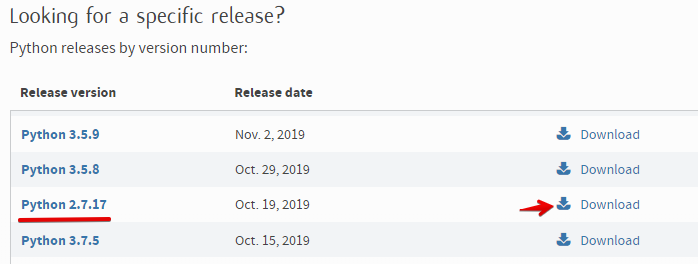 Looking for a specific release?
Python releases by version number:
Release version Release date
Python 3.5.9 Nov. 2, 2019 Download
Python 3.5.8 Oct. 29, 2019 Download
Python 2.7.17 Oct. 19, 2019 Download
Python 3.7.5 Oct. 15, 2019 Download